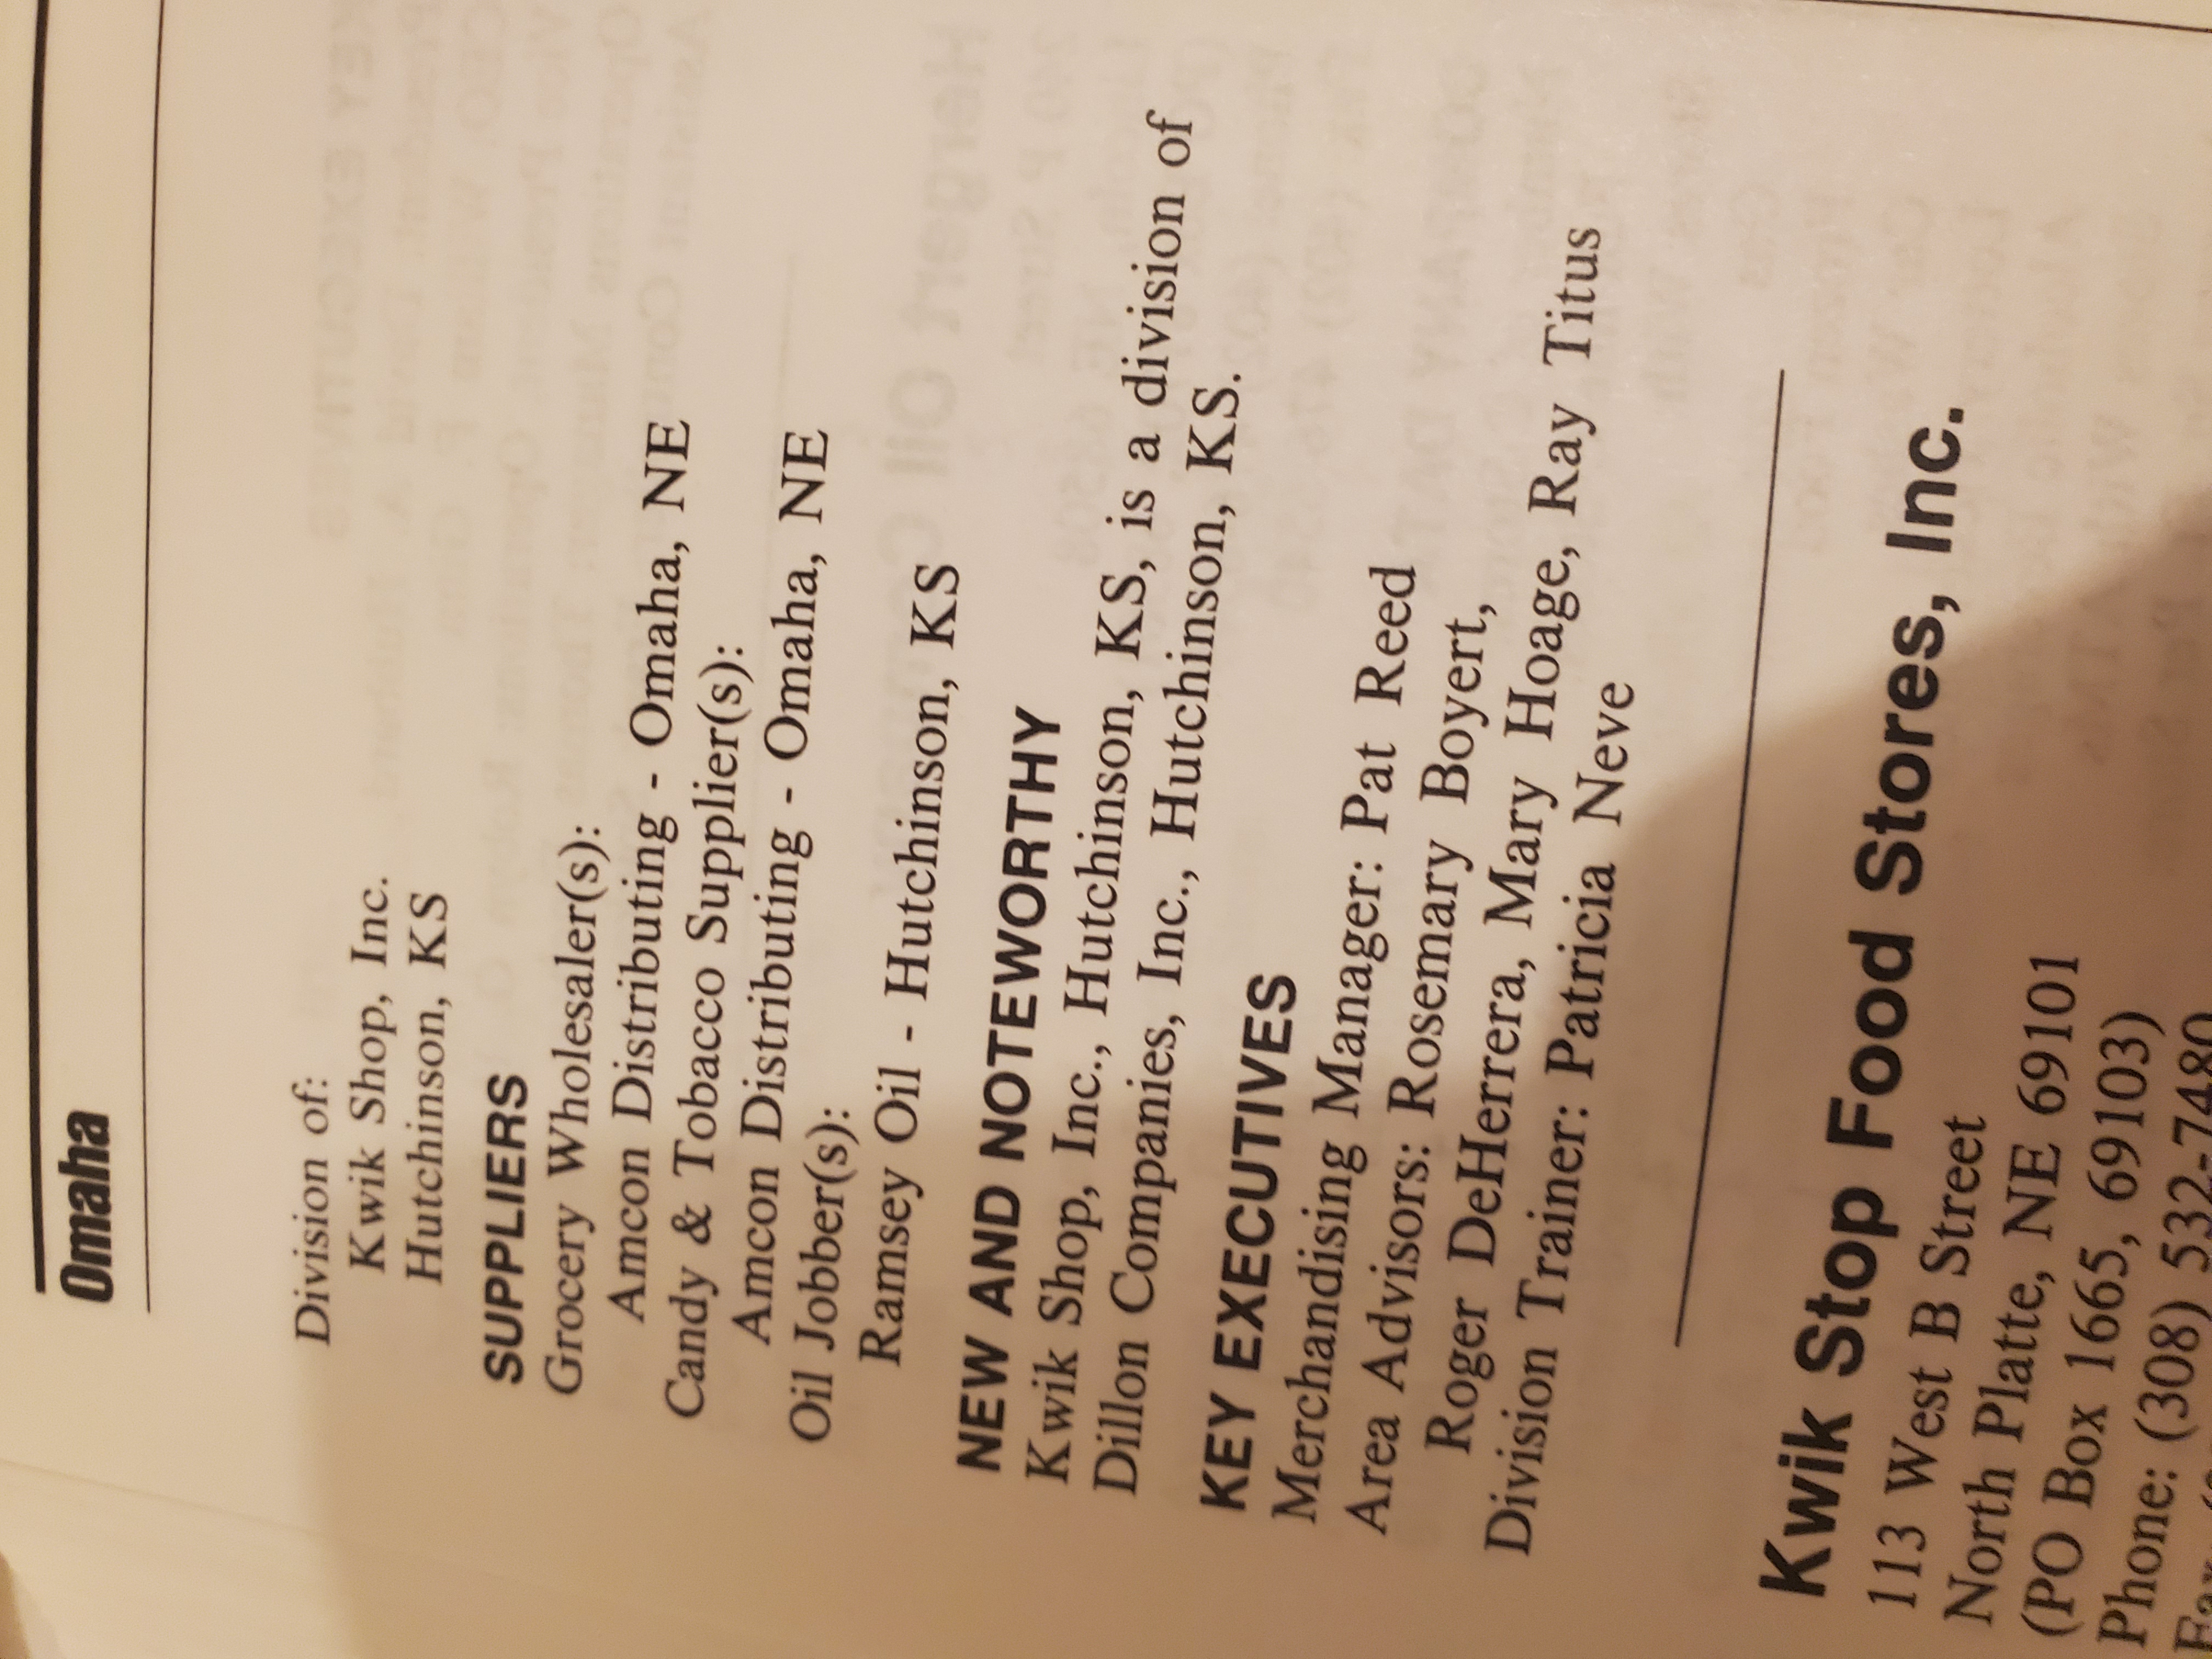 Omaha
Division of:
Kwik Shop, Inc.
Hutchinson, KS
SUPPLIERS
Grocery Wholesaler(s):
Amcon Distributing - Omaha, NE
Candy & Tobacco Supplier(s):
Amcon Distributing - Omaha, NE
Oil Jobber(s):
Ramsey Oil - Hutchinson, KS
NEW AND NOTEWORTHY
Kwik Shop, Inc., Hutchinson, KS, is a division of
Dillon Companies, Inc., Hutchinson, KS.
KEY EXECUTIVES
Merchandising Manager: Pat Reed
Area Advisors: Rosemary Boyert,
Roger DeHerrera, Mary Hoage, Ray Titus
Division Trainer: Patricia Neve
Kwik Stop Food Stores, Inc.
113 West B Street
North Platte, NE 69101
(PO Box 1665, 69103)
Phone: (308) 532-7480